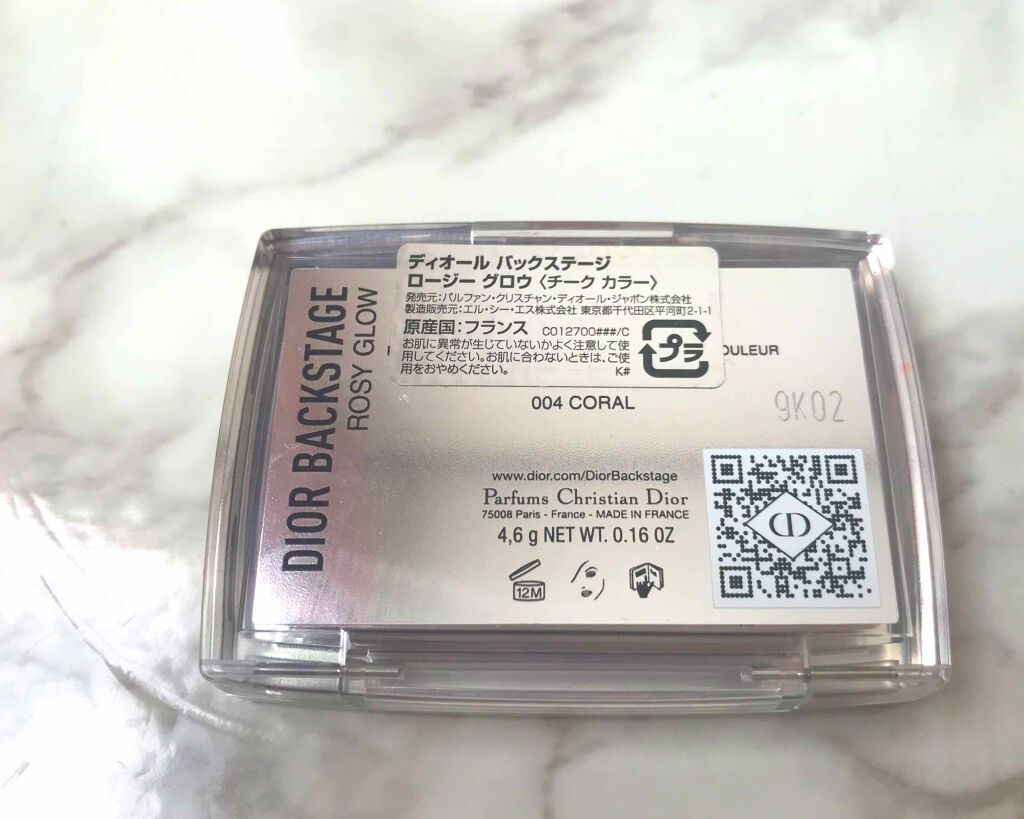 ディオール バックステージ
ロージー グロウ〈チーク カラー〉
発売元:パルファン・クリスチャン・ディオール・ジャポン株式会社
製造販売元:エル・シー・エス株式会社 東京都千代田区平河町2-1-1
原産国:フランス C012700###/C
お肌に異常が生じていないかよく注意して使
用してください。お肌に合わないときは、ご使
用をおやめください。 K#
プラ
DIOR BACKSTAGE
ROSY GLOW
OULEUR
004 CORAL
9K02
www.dior.com/DiorBackstage
Parfums Christian Dior
75008 Paris - France - MADE IN FRANCE
4,6 g NET WT. 0.16 OZ
12M
CD